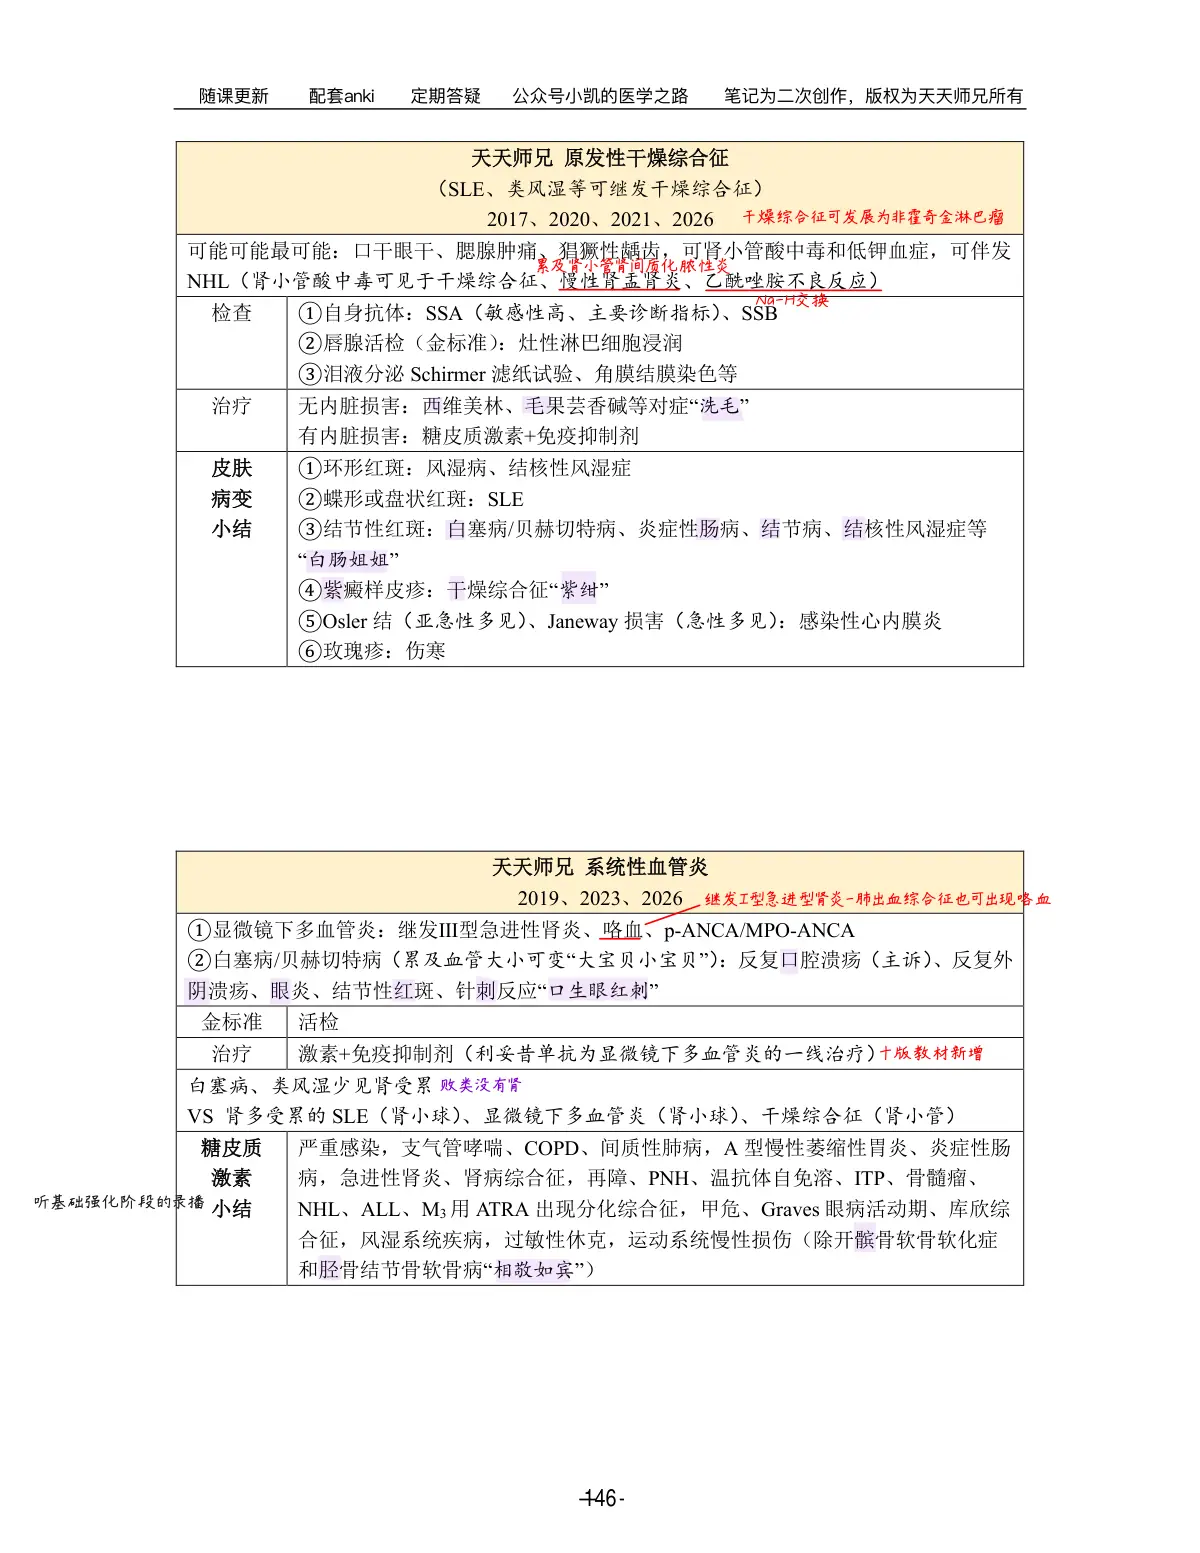 随课更新 配套anki 定期答疑 公众号小凯的医学之路 笔记为二次创作，版权为天天师兄所有
天天师兄 原发性干燥综合征
（SLE、类风湿等可继发干燥综合征）
2017、2020、2021、2026 干燥综合征可发展为非霍奇金淋巴瘤
可能可能最可能：口干眼干、腮腺肿痛、猖獗性龋齿，可肾小管酸中毒和低钾血症，可伴发
累及肾小管肾间质化脓性炎
NHL（肾小管酸中毒可见于干燥综合征、慢性肾盂肾炎、乙酰唑胺不良反应）
Na-H交换
检查 ①自身抗体：SSA（敏感性高、主要诊断指标）、SSB
②唇腺活检（金标准）：灶性淋巴细胞浸润
③泪液分泌 Schirmer 滤纸试验、角膜结膜染色等
治疗 无内脏损害：西维美林、毛果芸香碱等对症“洗毛”
有内脏损害：糖皮质激素+免疫抑制剂
皮肤 ①环形红斑：风湿病、结核性风湿症
病变 ②蝶形或盘状红斑：SLE
小结 ③结节性红斑：白塞病/贝赫切特病、炎症性肠病、结节病、结核性风湿症等
“白肠姐姐”
④紫癜样皮疹：干燥综合征“紫绀”
⑤Osler 结（亚急性多见）、Janeway 损害（急性多见）：感染性心内膜炎
⑥玫瑰疹：伤寒
天天师兄 系统性血管炎
2019、2023、2026 继发I型急进型肾炎-肺出血综合征也可出现咯血
①显微镜下多血管炎：继发III型急进性肾炎、咯血、p-ANCA/MPO-ANCA
②白塞病/贝赫切特病（累及血管大小可变“大宝贝小宝贝”）：反复口腔溃疡（主诉）、反复外
阴溃疡、眼炎、结节性红斑、针刺反应“口生眼红刺”
金标准 活检
治疗 激素+免疫抑制剂（利妥昔单抗为显微镜下多血管炎的一线治疗）十版教材新增
白塞病、类风湿少见肾受累 败类没有肾
VS 肾多受累的 SLE（肾小球）、显微镜下多血管炎（肾小球）、干燥综合征（肾小管）
糖皮质 严重感染，支气管哮喘、COPD、间质性肺病，A 型慢性萎缩性胃炎、炎症性肠
激素 病，急进性肾炎、肾病综合征，再障、PNH、温抗体自免溶、ITP、骨髓瘤、
听基础强化阶段的录播 小结 NHL、ALL、M3 用 ATRA 出现分化综合征，甲危、Graves 眼病活动期、库欣综
合征，风湿系统疾病，过敏性休克，运动系统慢性损伤（除开髌骨软骨软化症
和胫骨结节骨软骨病“相敬如宾”）
-146-